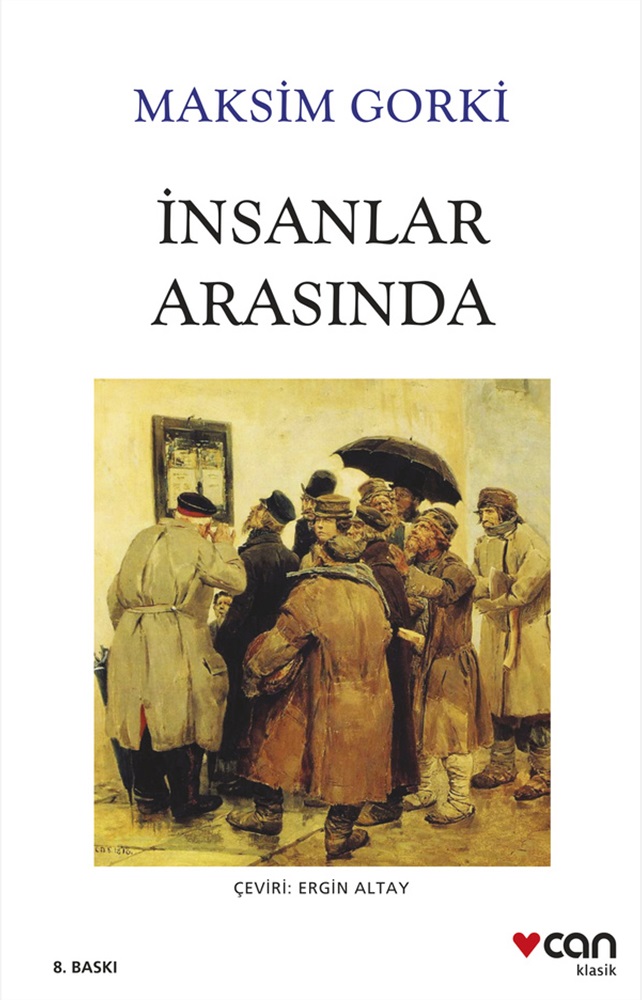 MAKSİM GORKİ
İNSANLAR
ARASINDA
ÇEVİRİ: ERGİN ALTAY
8. BASKI
can
klasik